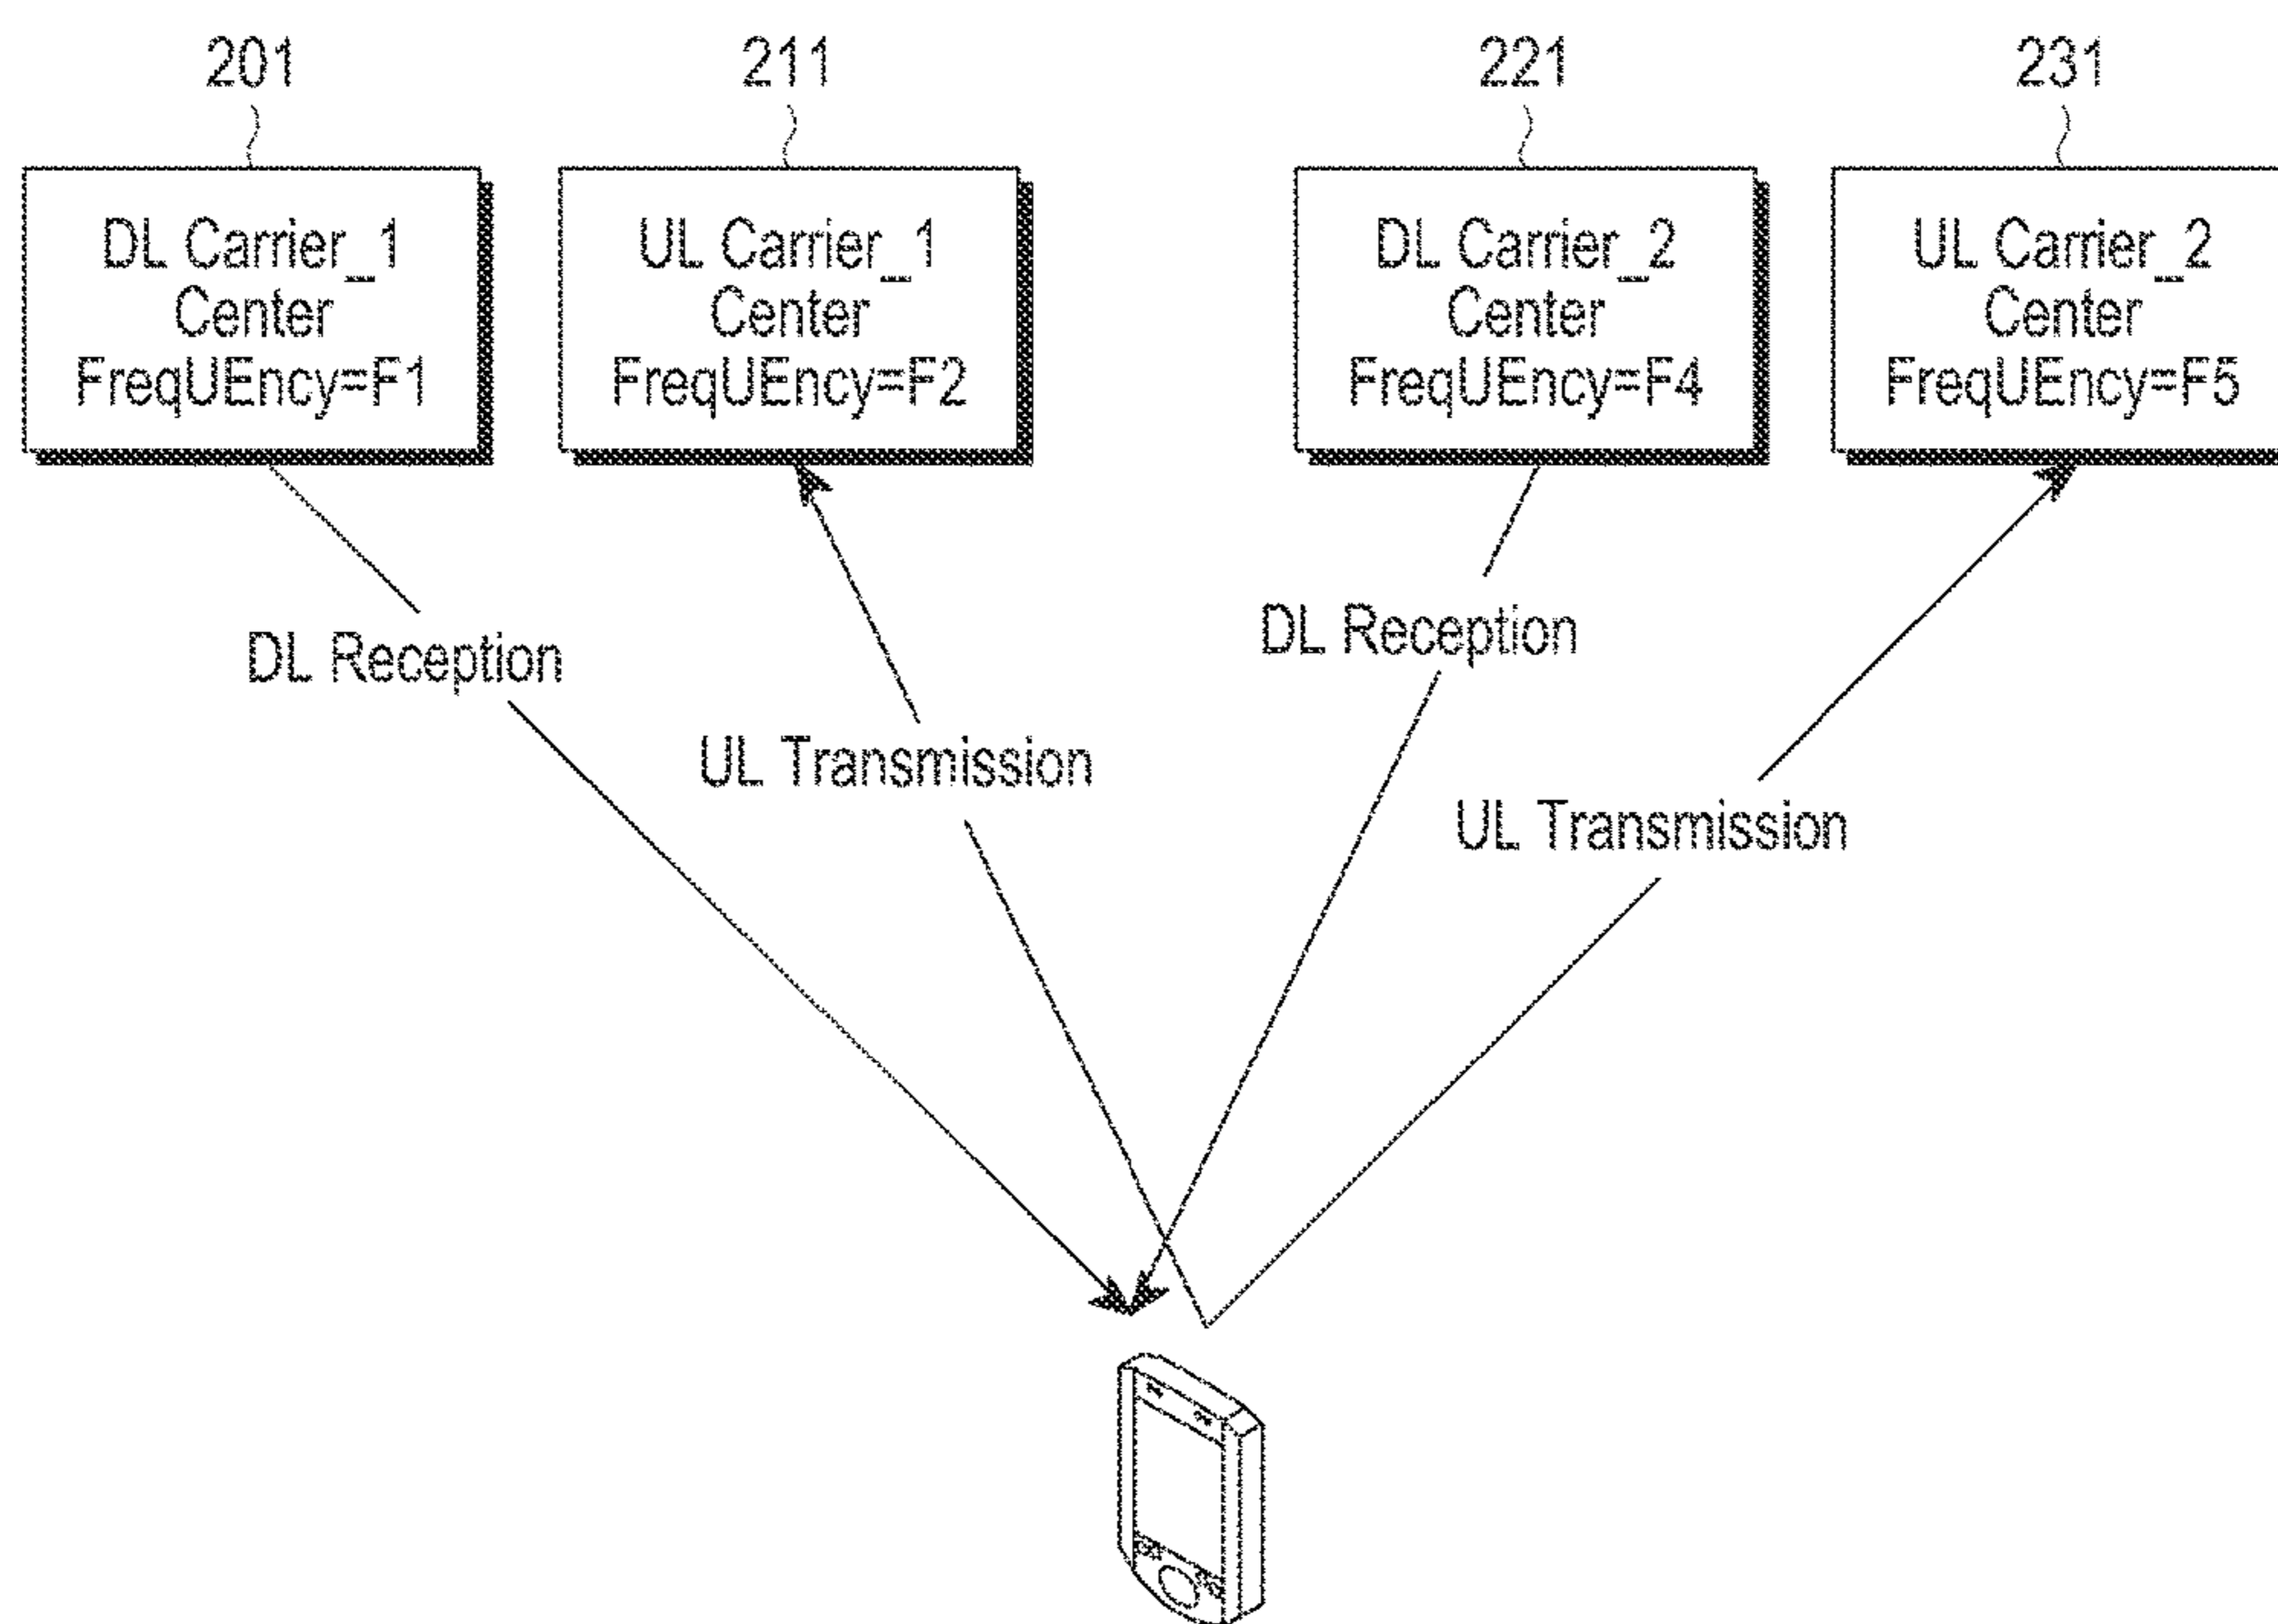 201
211
221
231
DL Carrier_1
Center
FreqUEncy=F1
UL Carrier_1
Center
FreqUEncy=F2
DL Carrier_2
Center
FreqUEncy=F4
UL Carrier_2
Center
FreqUEncy=F5
DL Reception
UL Transmission
DL Reception
UL Transmission